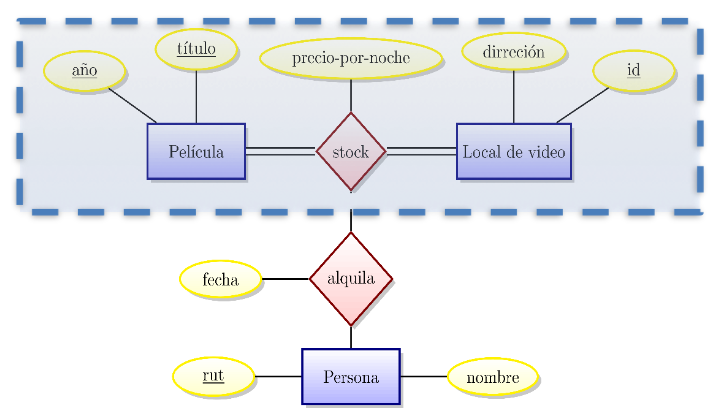 título
año
precio-por-noche
dirreción
id
Película
stock
Local de video
fecha
alquila
rut
Persona
nombre